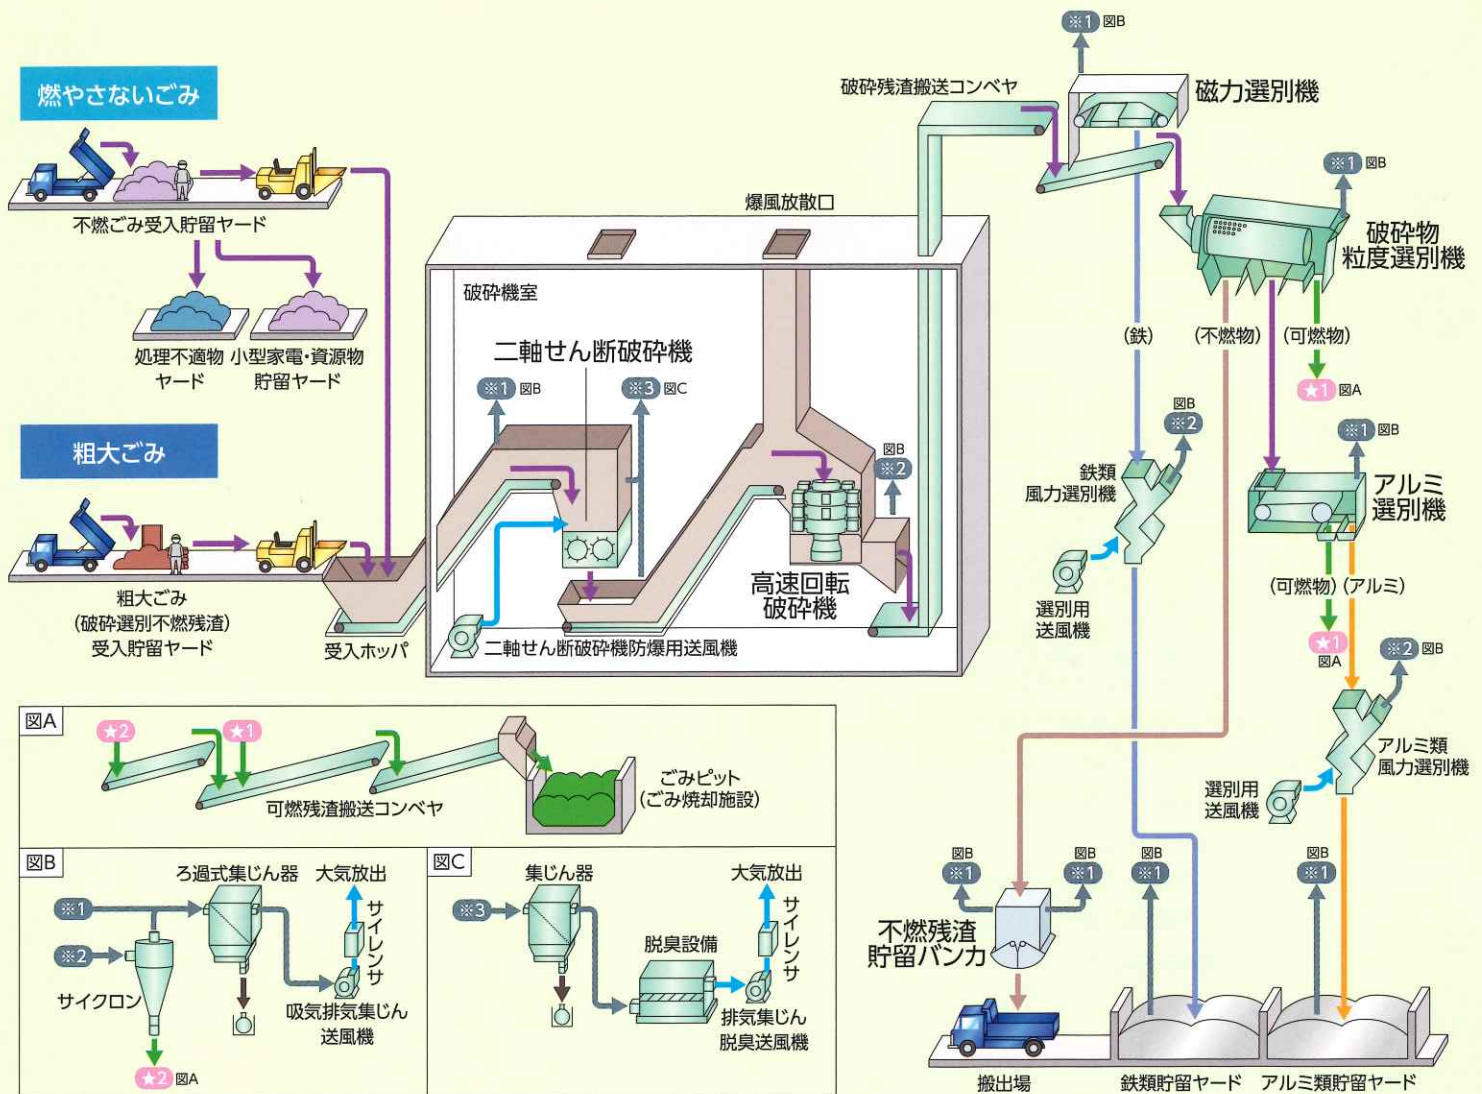 燃やさないごみ
不燃ごみ受入貯留ヤード
処理不適物
ヤード
小型家電・資源物
貯留ヤード
粗大ごみ
粗大ごみ
(破砕選別不燃残渣)
受入貯留ヤード
受入ホッパ
爆風放散口
破砕機室
二軸せん断破砕機
※1 図B
※3 図C
図B
※2
高速回転
破砕機
二軸せん断破砕機防爆用送風機
破砕残渣搬送コンベヤ
※1 図B
磁力選別機
※1 図B
破砕物
粒度選別機
(鉄)
(不燃物)
(可燃物)
★1 図A
図B
※2
鉄類
風力選別機
選別用
送風機
※1 図B
アルミ
選別機
(可燃物)
(アルミ)
★1
図A
※2 図B
アルミ類
風力選別機
選別用
送風機
図B
※1
図B
※1
不燃残渣
貯留バンカ
図B
※1
図B
※1
搬出場
鉄類貯留ヤード
アルミ類貯留ヤード
図A
★2
★1
可燃残渣搬送コンベヤ
ごみピット
(ごみ焼却施設)
図B
※1
※2
サイクロン
★2 図A
ろ過式集じん器
大気放出
サイレンサ
吸気排気集じん
送風機
図C
※3
集じん器
脱臭設備
大気放出
サイレンサ
排気集じん
脱臭送風機